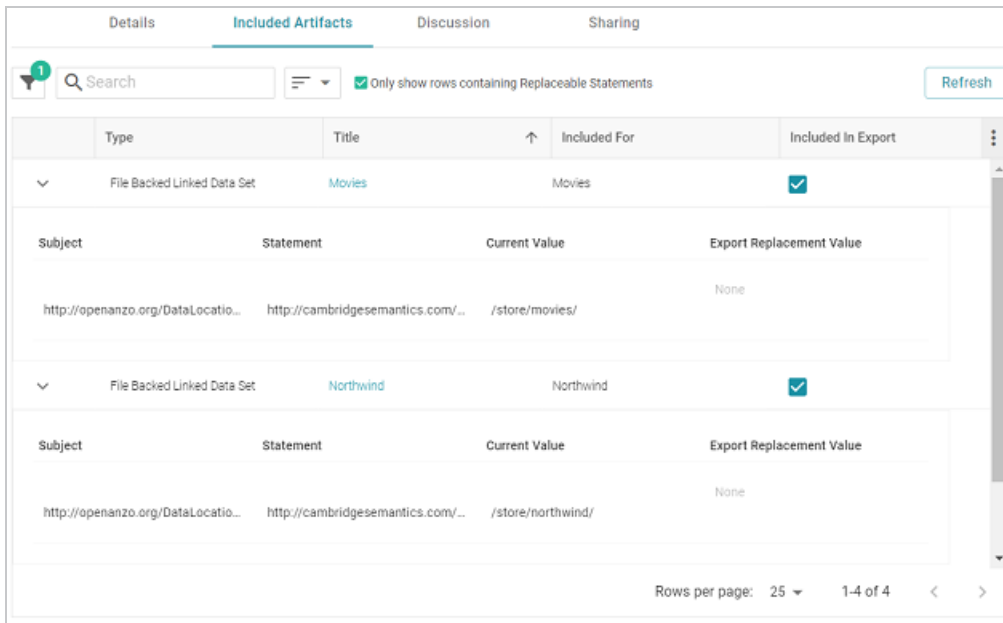 Details Included Artifacts Discussion Sharing
1 Search Only show rows containing Replaceable Statements Refresh
Type Title Included For Included In Export
File Backed Linked Data Set Movies Movies
Subject Statement Current Value Export Replacement Value
None
http://openanzo.org/DataLocatio... http://cambridgesemantics.com/... /store/movies/
File Backed Linked Data Set Northwind Northwind
Subject Statement Current Value Export Replacement Value
None
http://openanzo.org/DataLocatio... http://cambridgesemantics.com/... /store/northwind/
Rows per page: 25 1-4 of 4